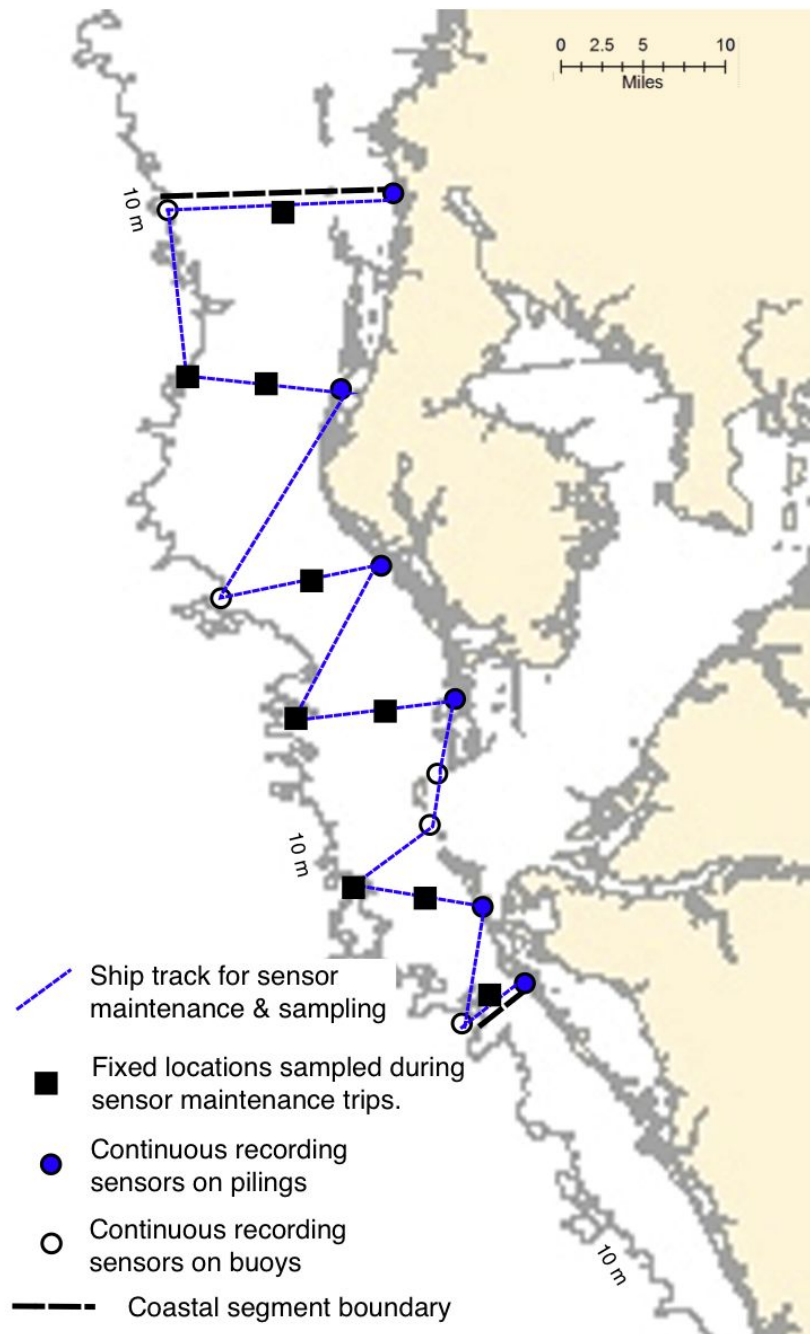 0 2.5 5 10
Miles
10 m
10 m
Ship track for sensor
maintenance & sampling
Fixed locations sampled during
sensor maintenance trips.
Continuous recording
sensors on pilings
Continuous recording
sensors on buoys
10 m
Coastal segment boundary